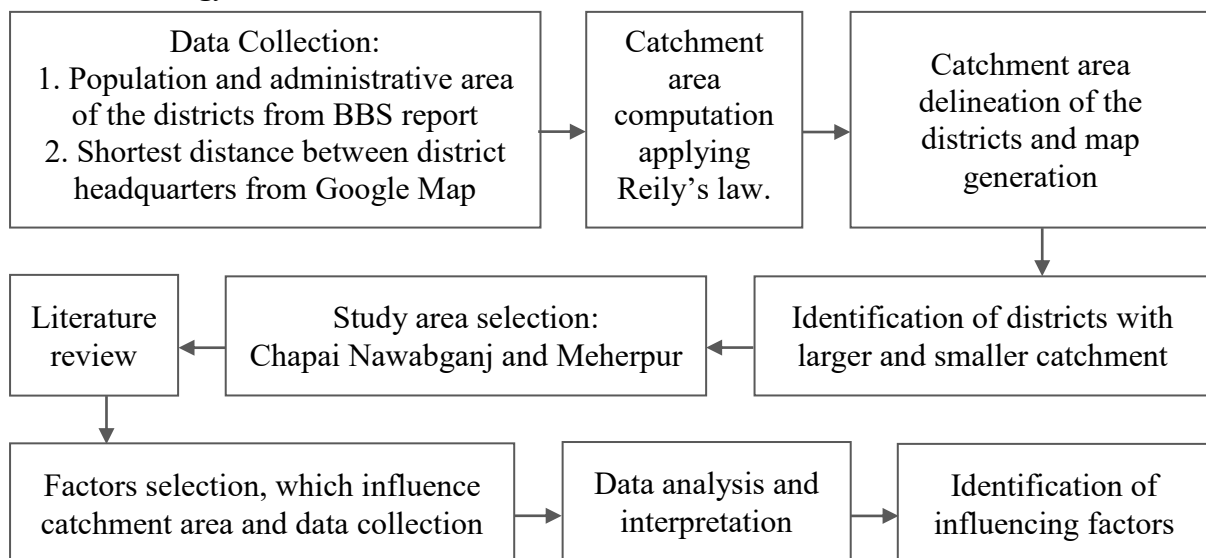 Data Collection:
1. Population and administrative area
of the districts from BBS report
2. Shortest distance between district
headquarters from Google Map
Catchment
area
computation
applying
Reily’s law.
Catchment area
delineation of the
districts and map
generation
Literature
review
Study area selection:
Chapai Nawabganj and Meherpur
Identification of districts with
larger and smaller catchment
Factors selection, which influence
catchment area and data collection
Data analysis and
interpretation
Identification of
influencing factors